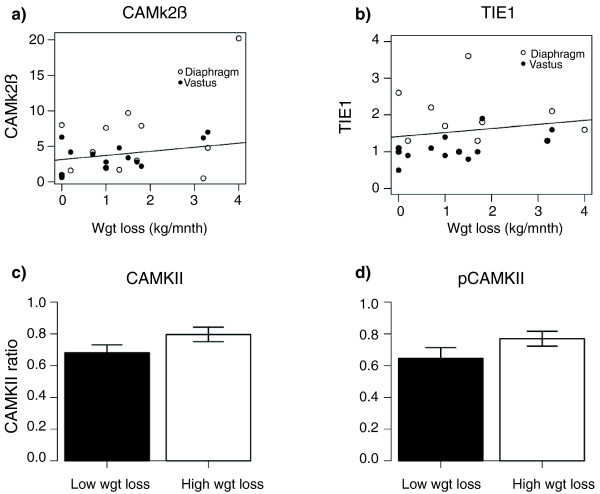 a) CAMk2ß
CAMk2ß
20
15
10
5
0
Diaphragm
Vastus
0 1 2 3 4
Wgt loss (kg/mnth)
b) TIE1
TIE1
4
3
2
1
0
Diaphragm
Vastus
0 1 2 3 4
Wgt loss (kg/mnth)
c) CAMKII
CAMKII ratio
1.0
0.8
0.6
0.4
0.2
0.0
Low wgt loss High wgt loss
d) pCAMKII
1.0
0.8
0.6
0.4
0.2
0.0
Low wgt loss High wgt loss